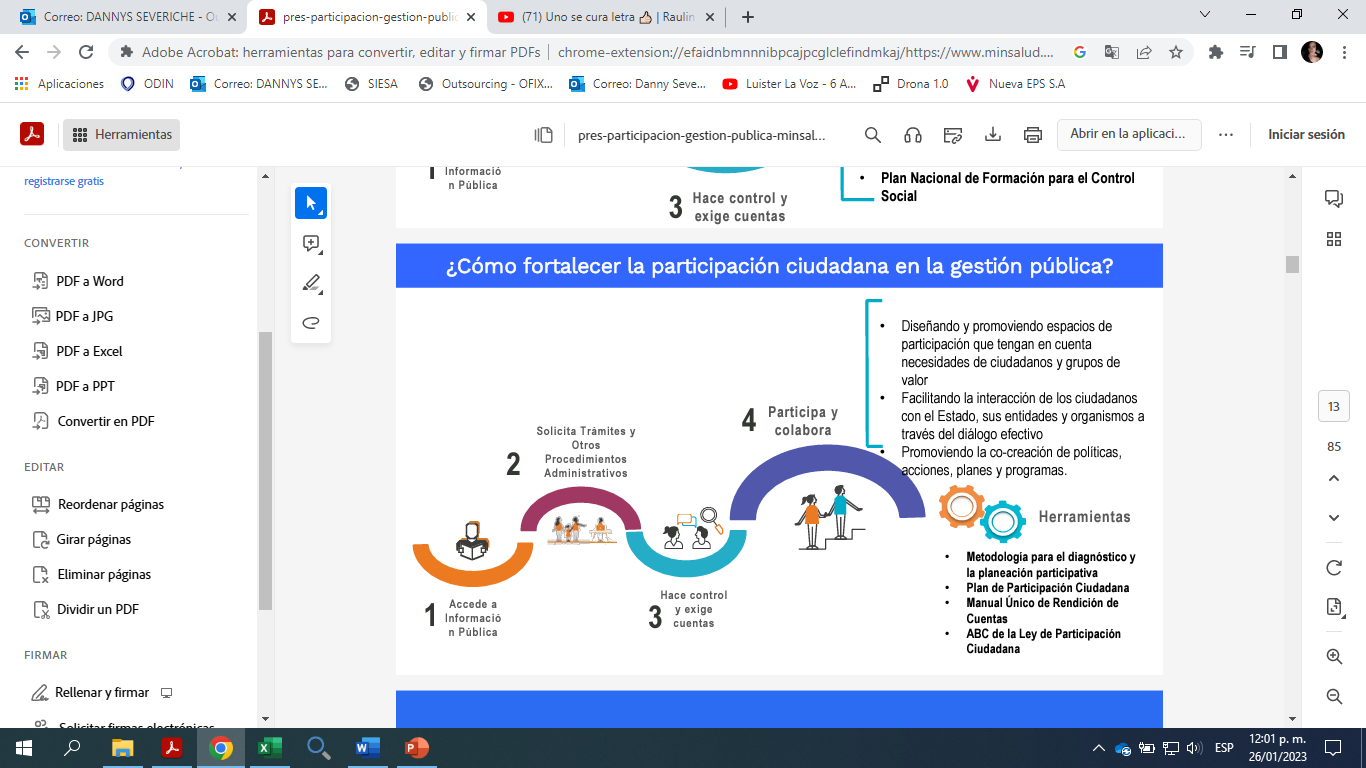 Correo: DANNYS SEVERICHE - Ou
pres-participacion-gestion-public
(71) Uno se cura letra 👍🏻 | Raulin
Adobe Acrobat: herramientas para convertir, editar y firmar PDFs | chrome-extension://efaidnbmnnnibpcajpcglclefindmkaj/https://www.minsalud....
Aplicaciones
ODIN
Correo: DANNYS SE...
SIESA
Outsourcing - OFIX...
Correo: Danny Seve...
Luister La Voz - 6 A...
Drona 1.0
Nueva EPS S.A
Herramientas
pres-participacion-gestion-publica-minsal...
Abrir en la aplicaci...
Iniciar sesión
registrarse gratis
CONVERTIR
PDF a Word
PDF a JPG
PDF a Excel
PDF a PPT
Convertir en PDF
EDITAR
Reordenar páginas
Girar páginas
Eliminar páginas
Dividir un PDF
FIRMAR
Rellenar y firmar
Solicitar firmas electrónicas
1
Informació
n Pública
3
Hace control y
exige cuentas
• Plan Nacional de Formación para el Control
Social
¿Cómo fortalecer la participación ciudadana en la gestión pública?
• Diseñando y promoviendo espacios de
participación que tengan en cuenta
necesidades de ciudadanos y grupos de
valor
• Facilitando la interacción de los ciudadanos
con el Estado, sus entidades y organismos a
través del diálogo efectivo
• Promoviendo la co-creación de políticas,
acciones, planes y programas.
4
Participa y
colabora
2
Solicita Trámites y
Otros
Procedimientos
Administrativos
Herramientas
• Metodología para el diagnóstico y
la planeación participativa
• Plan de Participación Ciudadana
• Manual Único de Rendición de
Cuentas
• ABC de la Ley de Participación
Ciudadana
1
Accede a
Informació
n Pública
3
Hace control
y exige
cuentas
13
85
ESP
12:01 p. m.
26/01/2023